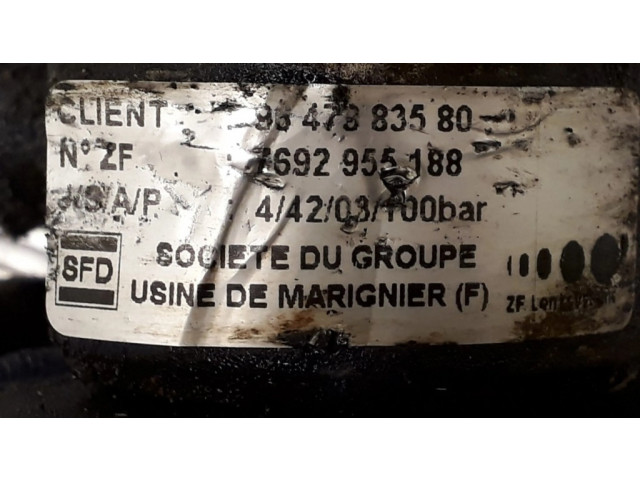 CLIENT : 96 478 835 80
N° ZF : 7692 955 188
J/S/A/P : 4/42/03/100bar
SFD
SOCIETE DU GROUPE
USINE DE MARIGNIER (F)
ZF